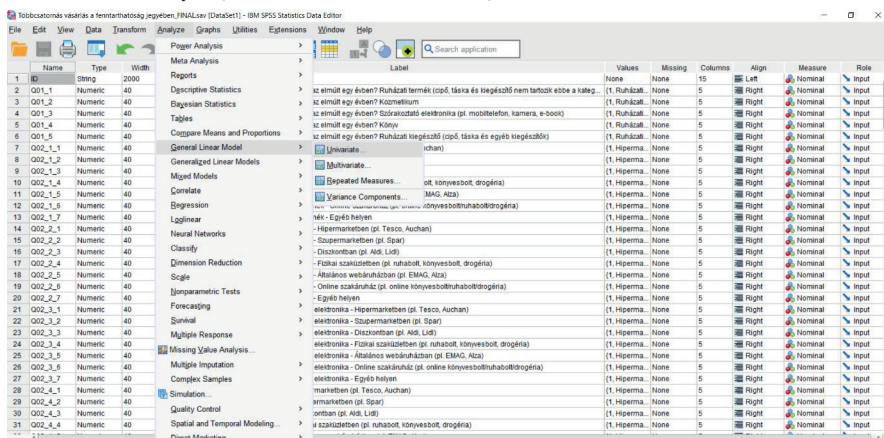 Többcsatornás vásárlás a fenntarthatóság jegyében_FINAL.sav [DataSet1] - IBM SPSS Statistics Data Editor
File Edit View Data Transform Analyze Graphs Utilities Extensions Window Help
Search application
Power Analysis
Meta Analysis
Reports
Descriptive Statistics
Bayesian Statistics
Tables
Compare Means and Proportions
General Linear Model
Generalized Linear Models
Mixed Models
Correlate
Regression
Loglinear
Neural Networks
Classify
Dimension Reduction
Scale
Nonparametric Tests
Forecasting
Survival
Multiple Response
Missing Value Analysis...
Multiple Imputation
Complex Samples
Simulation...
Quality Control
Spatial and Temporal Modeling...
Direct Marketing
Univariate...
Multivariate...
Repeated Measures...
Variance Components...
Name Type Width Label Values Missing Columns Align Measure Role
1 ID String 2000 None None 15 Left Nominal Input
2 Q01_1 Numeric 40 az elmúlt egy évben? Ruházati termék (cipő, táska és kiegészítő nem tartozik ebbe a kateg... {1, Ruházati... None 5 Right Nominal Input
3 Q01_2 Numeric 40 az elmúlt egy évben? Kozmetikum {1, Ruházati... None 5 Right Nominal Input
4 Q01_3 Numeric 40 az elmúlt egy évben? Szórakoztató elektronika (pl. mobiltelefon, kamera, e-book) {1, Ruházati... None 5 Right Nominal Input
5 Q01_4 Numeric 40 az elmúlt egy évben? Könyv {1, Ruházati... None 5 Right Nominal Input
6 Q01_5 Numeric 40 az elmúlt egy évben? Ruházati kiegészítő (cipő, táska és egyéb kiegészítők) {1, Ruházati... None 5 Right Nominal Input
7 Q02_1_1 Numeric 40 uchan) {1, Hiperma... None 5 Right Nominal Input
8 Q02_1_2 Numeric 40 {1, Hiperma... None 5 Right Nominal Input
9 Q02_1_3 Numeric 40 {1, Hiperma... None 5 Right Nominal Input
10 Q02_1_4 Numeric 40 olt, könyvesbolt, drogéria) {1, Hiperma... None 5 Right Nominal Input
11 Q02_1_5 Numeric 40 EMAG, Alza) {1, Hiperma... None 5 Right Nominal Input
12 Q02_1_6 Numeric 40 könyvesbolt/ruhabolt/drogéria) {1, Hiperma... None 5 Right Nominal Input
13 Q02_1_7 Numeric 40 mék - Egyéb helyen {1, Hiperma... None 5 Right Nominal Input
14 Q02_2_1 Numeric 40 - Hipermarketben (pl. Tesco, Auchan) {1, Hiperma... None 5 Right Nominal Input
15 Q02_2_2 Numeric 40 - Szupermarketben (pl. Spar) {1, Hiperma... None 5 Right Nominal Input
16 Q02_2_3 Numeric 40 - Diszkontban (pl. Aldi, Lidl) {1, Hiperma... None 5 Right Nominal Input
17 Q02_2_4 Numeric 40 - Fizikai szaküzletben (pl. ruhabolt, könyvesbolt, drogéria) {1, Hiperma... None 5 Right Nominal Input
18 Q02_2_5 Numeric 40 - Általános webáruházban (pl. EMAG, Alza) {1, Hiperma... None 5 Right Nominal Input
19 Q02_2_6 Numeric 40 - Online szakáruház (pl. online könyvesbolt/ruhabolt/drogéria) {1, Hiperma... None 5 Right Nominal Input
20 Q02_2_7 Numeric 40 - Egyéb helyen {1, Hiperma... None 5 Right Nominal Input
21 Q02_3_1 Numeric 40 elektronika - Hipermarketben (pl. Tesco, Auchan) {1, Hiperma... None 5 Right Nominal Input
22 Q02_3_2 Numeric 40 elektronika - Szupermarketben (pl. Spar) {1, Hiperma... None 5 Right Nominal Input
23 Q02_3_3 Numeric 40 elektronika - Diszkontban (pl. Aldi, Lidl) {1, Hiperma... None 5 Right Nominal Input
24 Q02_3_4 Numeric 40 elektronika - Fizikai szaküzletben (pl. ruhabolt, könyvesbolt, drogéria) {1, Hiperma... None 5 Right Nominal Input
25 Q02_3_5 Numeric 40 elektronika - Általános webáruházban (pl. EMAG, Alza) {1, Hiperma... None 5 Right Nominal Input
26 Q02_3_6 Numeric 40 elektronika - Online szakáruház (pl. online könyvesbolt/ruhabolt/drogéria) {1, Hiperma... None 5 Right Nominal Input
27 Q02_3_7 Numeric 40 elektronika - Egyéb helyen {1, Hiperma... None 5 Right Nominal Input
28 Q02_4_1 Numeric 40 rmarketben (pl. Tesco, Auchan) {1, Hiperma... None 5 Right Nominal Input
29 Q02_4_2 Numeric 40 ermarketben (pl. Spar) {1, Hiperma... None 5 Right Nominal Input
30 Q02_4_3 Numeric 40 ontban (pl. Aldi, Lidl) {1, Hiperma... None 5 Right Nominal Input
31 Q02_4_4 Numeric 40 i szaküzletben (pl. ruhabolt, könyvesbolt, drogéria) {1, Hiperma... None 5 Right Nominal Input